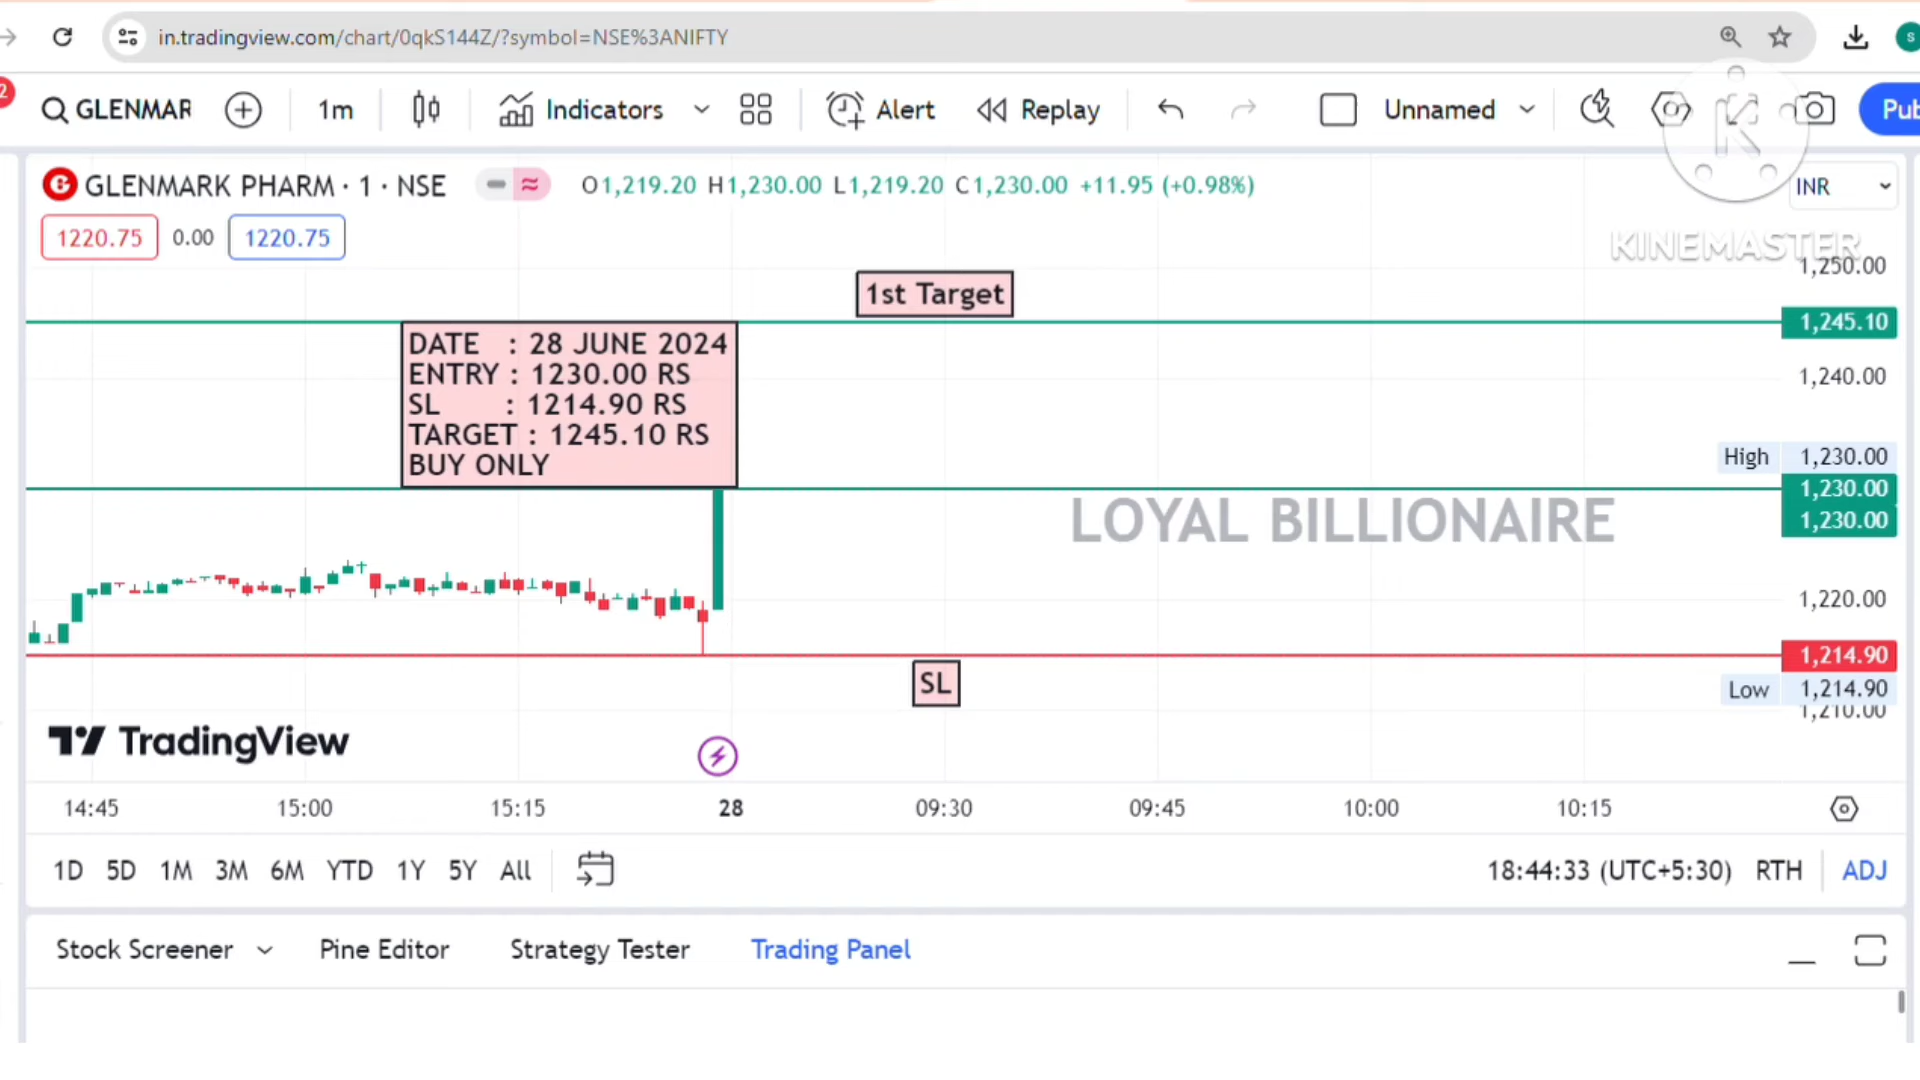 in.tradingview.com/chart/0qkS144Z/?symbol=NSE%3ANIFTY
S
2
GLENMAR
1m
Indicators
Alert
Replay
Unnamed
Pub
K
GLENMARK PHARM · 1 · NSE
O1,219.20 H1,230.00 L1,219.20 C1,230.00 +11.95 (+0.98%)
INR
1220.75 0.00 1220.75
KINEMASTER
1,250.00
1st Target
1,245.10
DATE : 28 JUNE 2024
ENTRY : 1230.00 RS
SL : 1214.90 RS
TARGET : 1245.10 RS
BUY ONLY
1,240.00
High 1,230.00
1,230.00
1,230.00
LOYAL BILLIONAIRE
1,220.00
1,214.90
SL
Low 1,214.90
1,210.00
TradingView
14:45 15:00 15:15 28 09:30 09:45 10:00 10:15
1D 5D 1M 3M 6M YTD 1Y 5Y All
18:44:33 (UTC+5:30) RTH ADJ
Stock Screener Pine Editor Strategy Tester Trading Panel